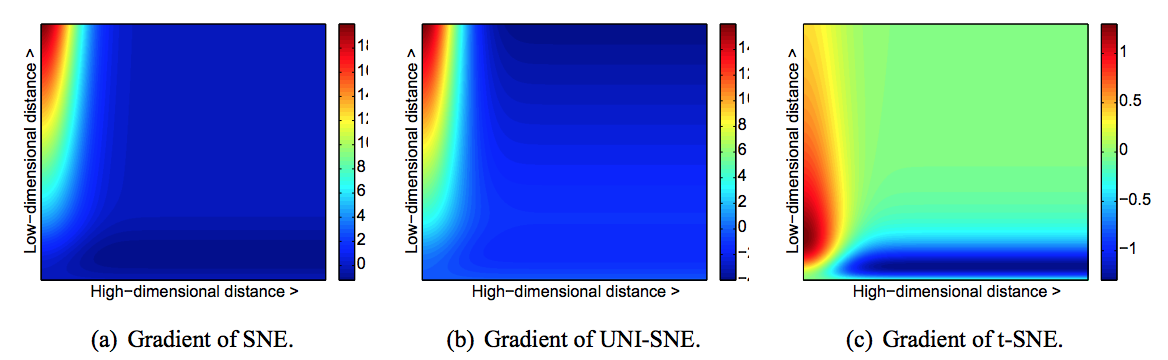 Low−dimensional distance >
18
16
14
12
10
8
6
4
2
0
High−dimensional distance >
(a) Gradient of SNE.
Low−dimensional distance >
14
12
10
8
6
4
2
0
−2
−4
High−dimensional distance >
(b) Gradient of UNI-SNE.
Low−dimensional distance >
1
0.5
0
−0.5
−1
High−dimensional distance >
(c) Gradient of t-SNE.